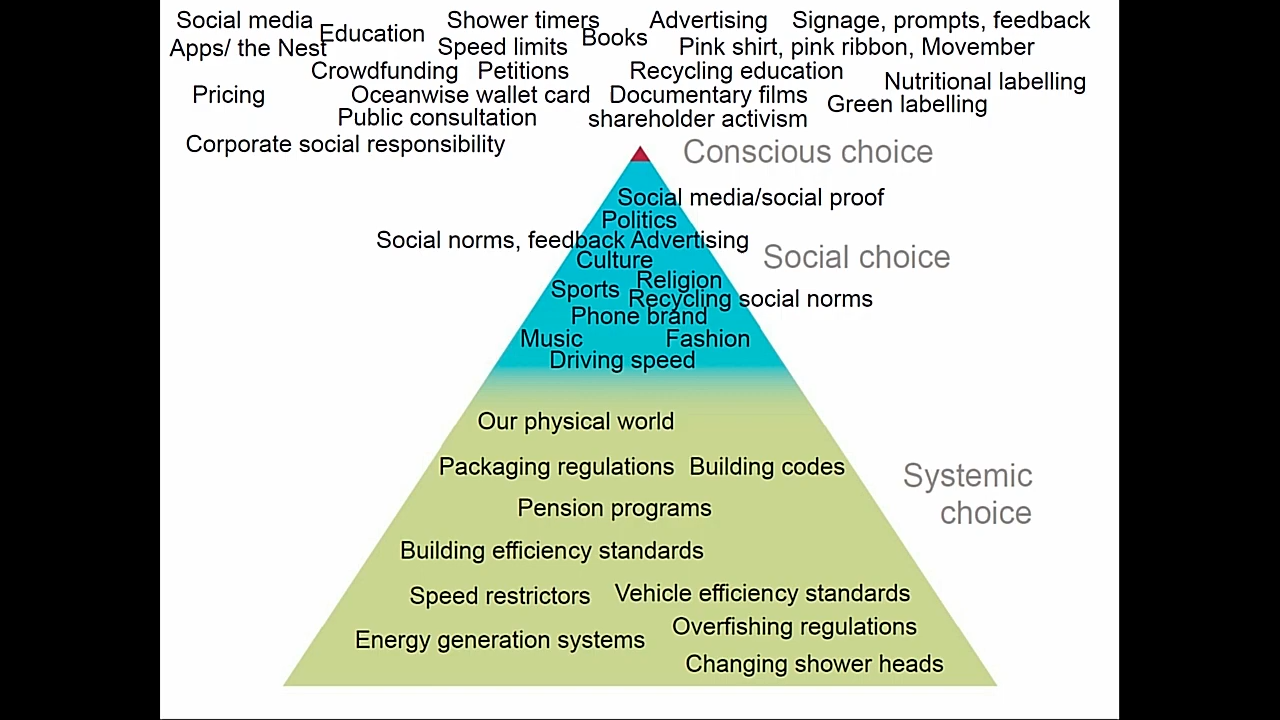 Social media
Education
Shower timers
Advertising
Signage, prompts, feedback
Apps/ the Nest
Speed limits
Books
Pink shirt, pink ribbon, Movember
Crowdfunding
Petitions
Recycling education
Nutritional labelling
Pricing
Oceanwise wallet card
Documentary films
Green labelling
Public consultation
shareholder activism
Corporate social responsibility
Conscious choice
Social media/social proof
Politics
Social norms, feedback Advertising
Culture
Social choice
Religion
Sports
Recycling social norms
Phone brand
Music
Fashion
Driving speed
Our physical world
Packaging regulations
Building codes
Systemic
choice
Pension programs
Building efficiency standards
Speed restrictors
Vehicle efficiency standards
Energy generation systems
Overfishing regulations
Changing shower heads